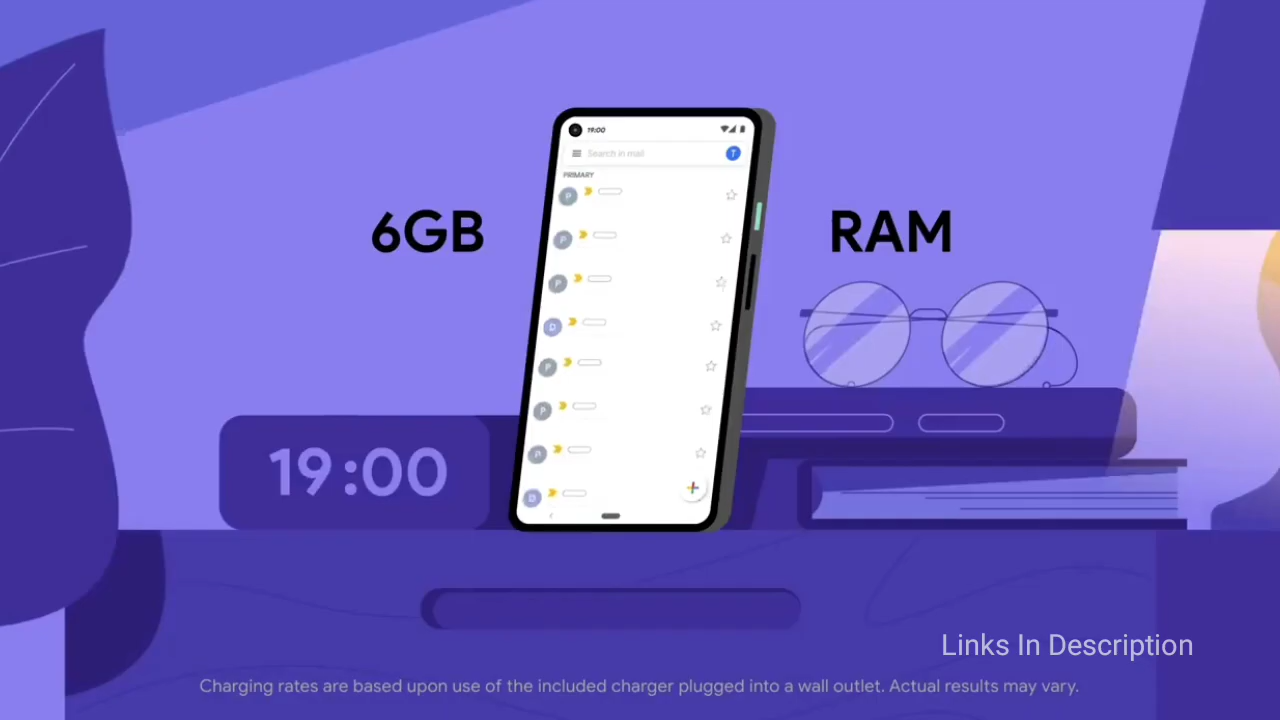 19:00
Search in mail
T
PRIMARY
P
P
P
D
P
P
P
D
6GB
RAM
19:00
Links In Description
Charging rates are based upon use of the included charger plugged into a wall outlet. Actual results may vary.